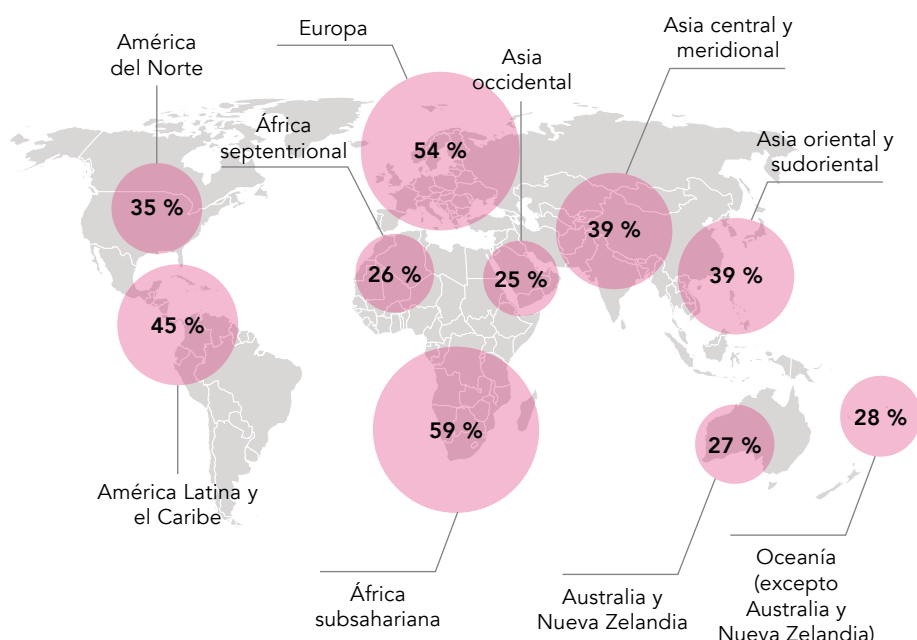 América
del Norte
35 %
Europa
54 %
África
septentrional
26 %
Asia
occidental
25 %
Asia central y
meridional
39 %
Asia oriental y
sudoriental
39 %
45 %
América Latina y
el Caribe
59 %
África
subsahariana
27 %
Australia y
Nueva Zelandia
28 %
Oceanía
(excepto
Australia y
Nueva Zelandia)